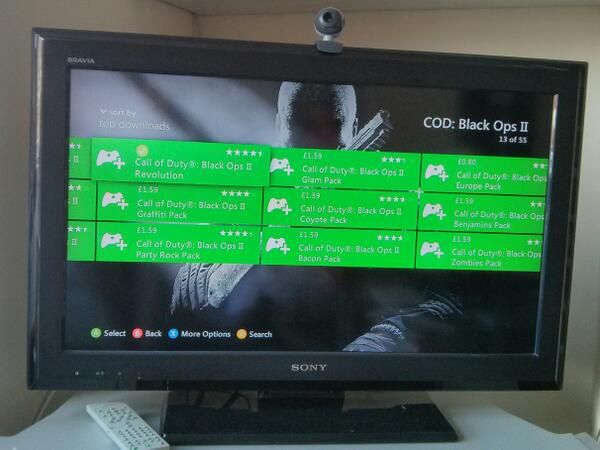 BRAVIA
sort by
top downloads
COD: Black Ops II
13 of 55
Call of Duty®: Black Ops II
Revolution
£1.59
Call of Duty®: Black Ops II
Glam Pack
£0.80
Call of Duty®: Black Ops
Europe Pack
II
£1.59
Call of Duty®: Black Ops II
Graffiti Pack
£1.59
Call of Duty®: Black Ops II
Coyote Pack
£1.59
Call of Duty®: Black Ops
Benjamins Pack
II
£1.59
Call of Duty®: Black Ops II
Party Rock Pack
£1.59
Call of Duty®: Black Ops II
Bacon Pack
£1.59
Call of Duty®: Black Ops
Zombies Pack
A Select B Back X More Options Y Search
SONY